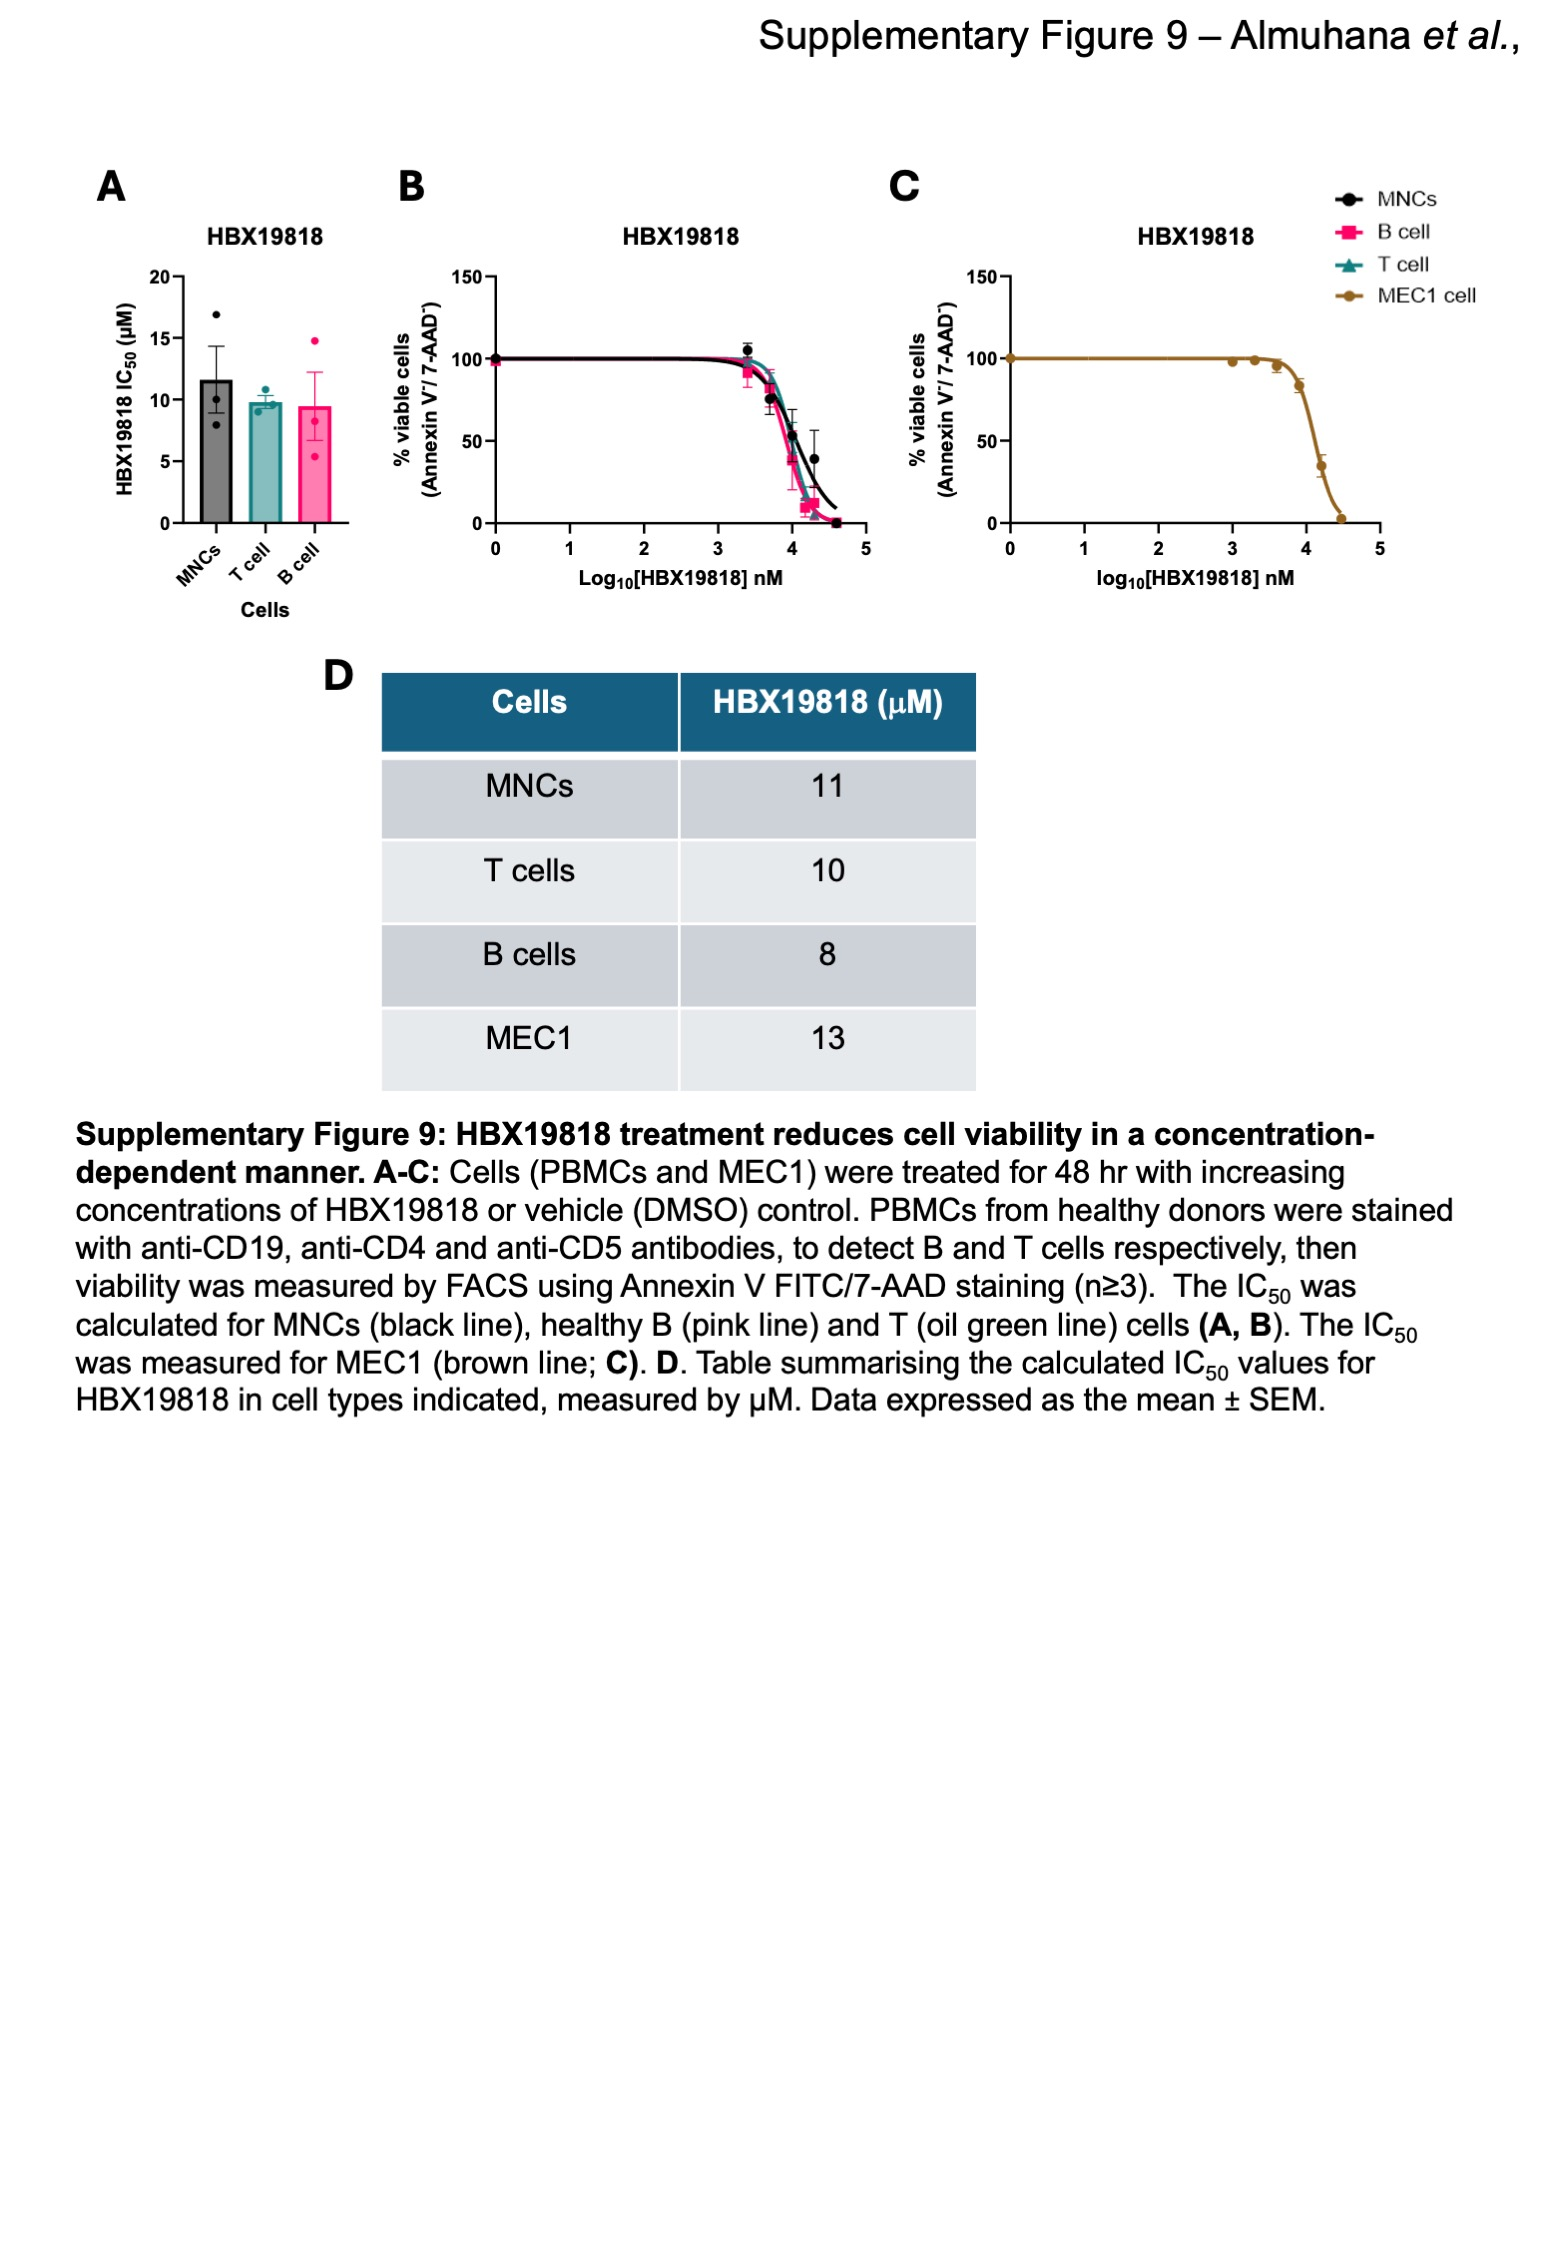 Supplementary Figure 9 – Almuhana et al.,
A
HBX19818
HBX19818 IC50 (µM)
20
15
10
5
0
MNCs
T cell
B cell
Cells
B
HBX19818
% viable cells
(Annexin V-/ 7-AAD-)
150
100
50
0
0 1 2 3 4 5
Log10[HBX19818] nM
C
HBX19818
% viable cells
(Annexin V-/ 7-AAD-)
150
100
50
0
0 1 2 3 4 5
log10[HBX19818] nM
MNCs
B cell
T cell
MEC1 cell
D
Cells HBX19818 (µM)
MNCs 11
T cells 10
B cells 8
MEC1 13
Supplementary Figure 9: HBX19818 treatment reduces cell viability in a concentration-
dependent manner. A-C: Cells (PBMCs and MEC1) were treated for 48 hr with increasing
concentrations of HBX19818 or vehicle (DMSO) control. PBMCs from healthy donors were stained
with anti-CD19, anti-CD4 and anti-CD5 antibodies, to detect B and T cells respectively, then
viability was measured by FACS using Annexin V FITC/7-AAD staining (n≥3).  The IC50 was
calculated for MNCs (black line), healthy B (pink line) and T (oil green line) cells (A, B). The IC50
was measured for MEC1 (brown line; C). D. Table summarising the calculated IC50 values for
HBX19818 in cell types indicated, measured by µM. Data expressed as the mean ± SEM.